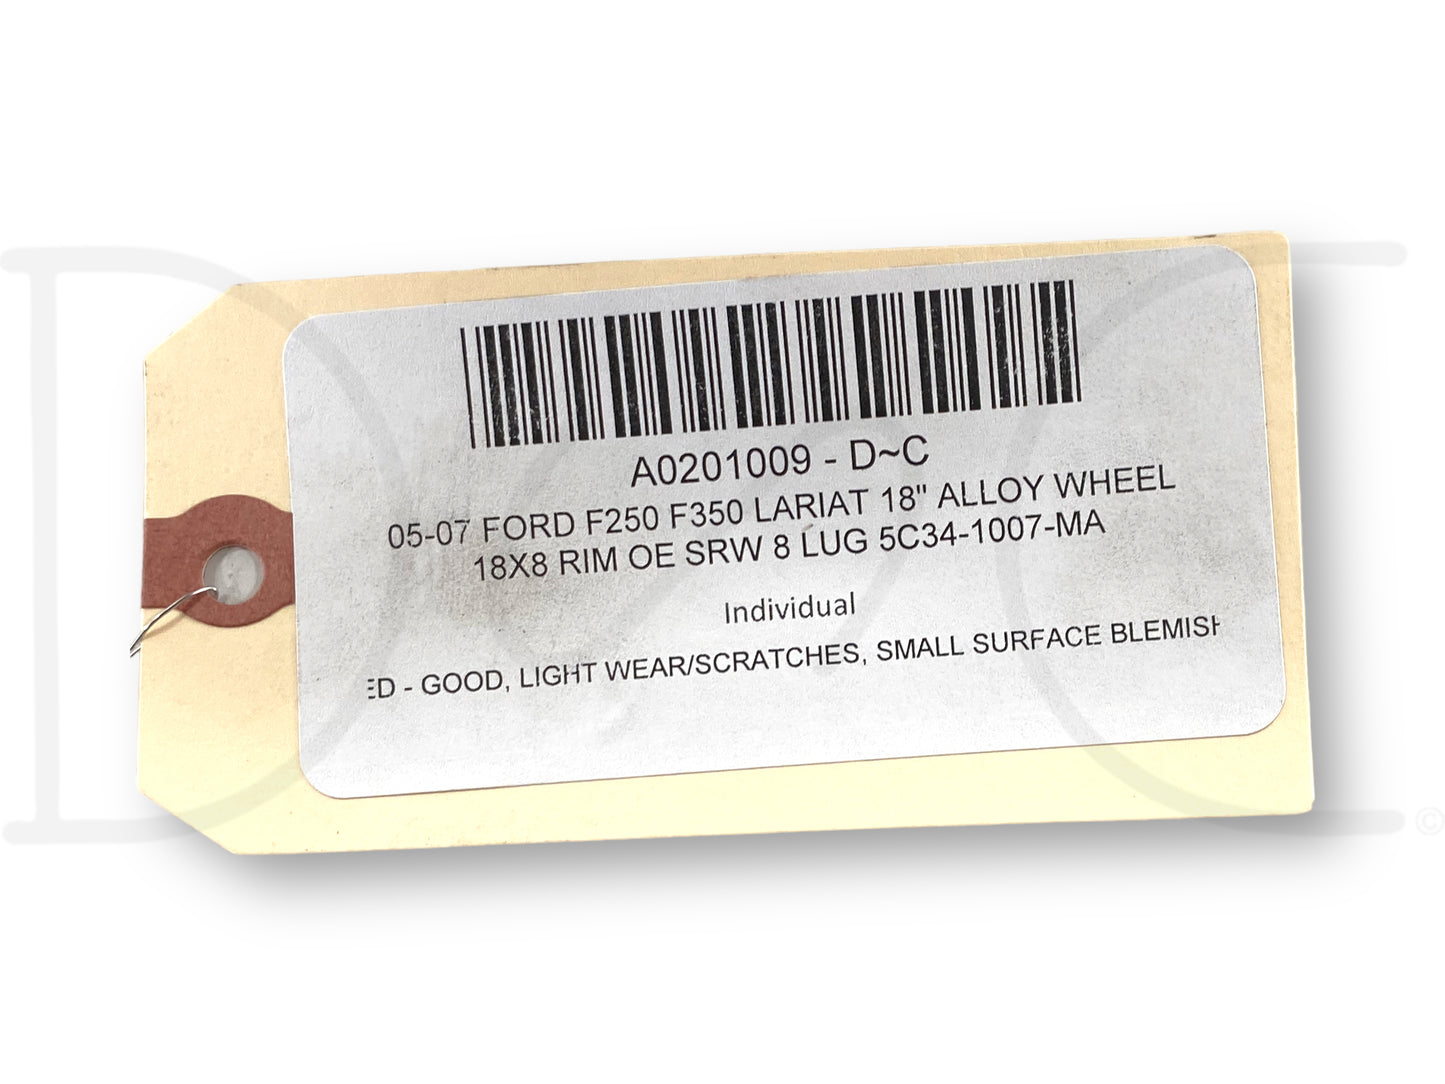 A0201009 - D~C
05-07 FORD F250 F350 LARIAT 18" ALLOY WHEEL
18X8 RIM OE SRW 8 LUG 5C34-1007-MA
Individual
ED - GOOD, LIGHT WEAR/SCRATCHES, SMALL SURFACE BLEMISH
D C ©